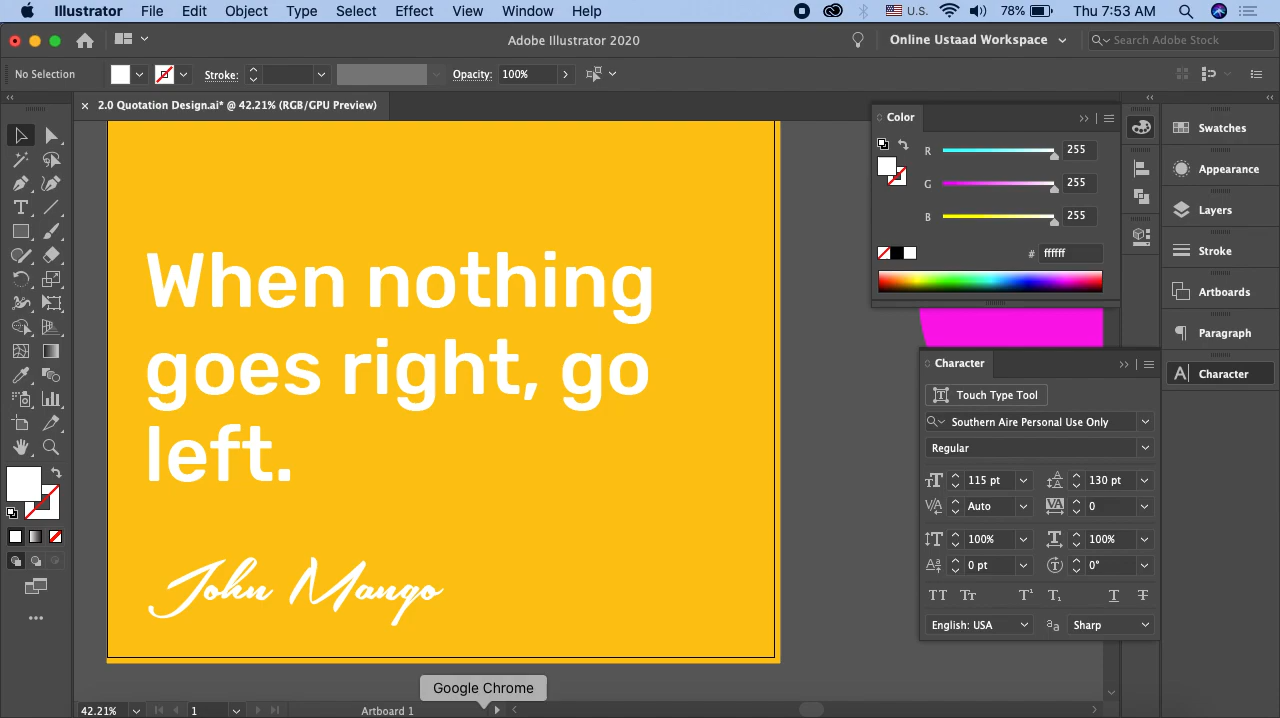 Illustrator File Edit Object Type Select Effect View Window Help U.S. 78% Thu 7:53 AM
Adobe Illustrator 2020 Online Ustaad Workspace Search Adobe Stock
No Selection Stroke: Opacity: 100%
2.0 Quotation Design.ai* @ 42.21% (RGB/GPU Preview)
When nothing
goes right, go
left.
John Mango
Color
R 255
G 255
B 255
# ffffff
Swatches
Appearance
Layers
Stroke
Artboards
Paragraph
Character
Character
Touch Type Tool
Southern Aire Personal Use Only
Regular
115 pt 130 pt
Auto 0
100% 100%
0 pt 0°
English: USA Sharp
Google Chrome
42.21% 1 Artboard 1